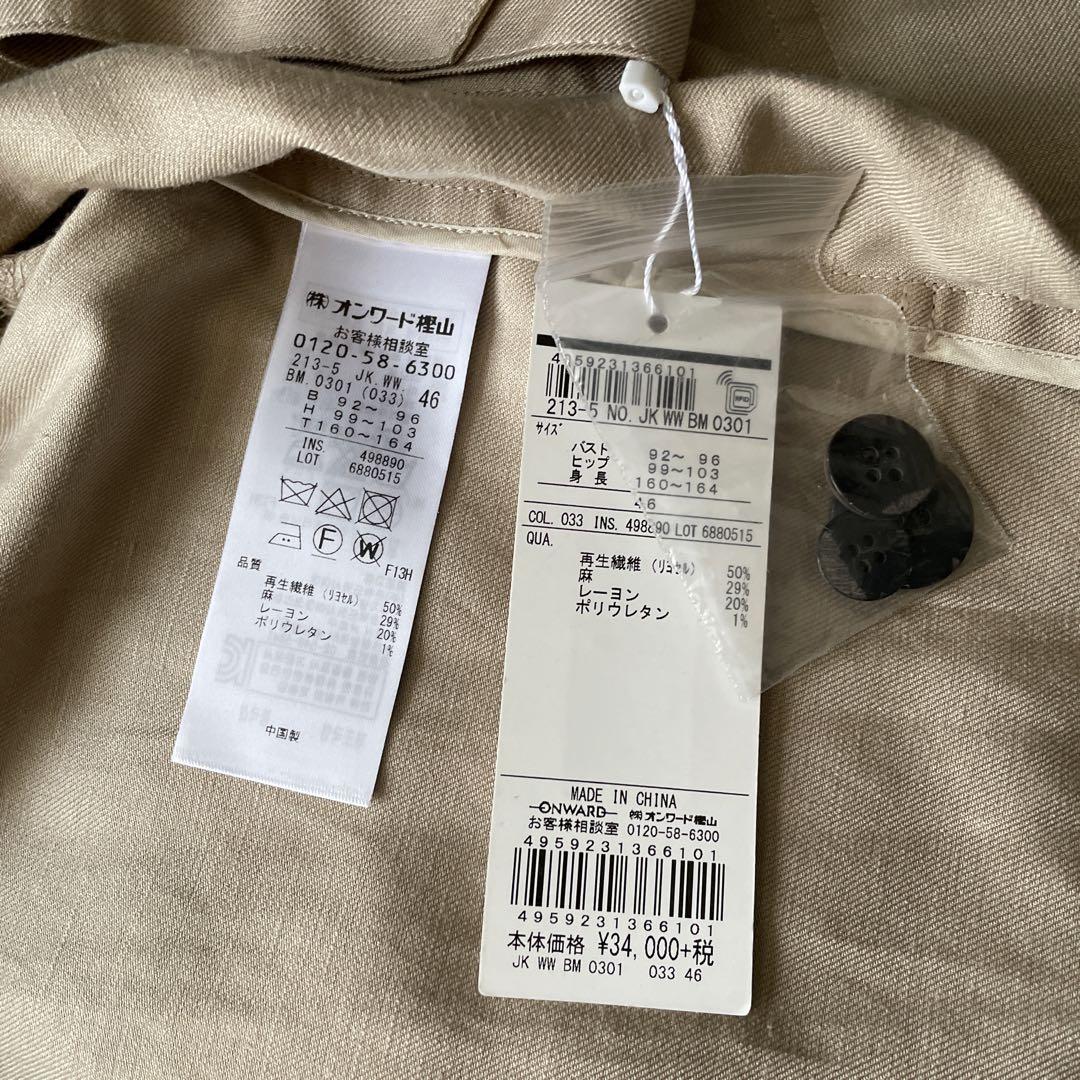 (株)オンワード樫山
お客様相談室
0120-58-6300
213-5 JK. WW.
BM. 0301 (033) 46
B 92～ 96
H 99～103
T160～164
INS. 498890
LOT 6880515
F
W
F13H
品質
再生繊維(リヨセル) 50%
麻 29%
レーヨン 20%
ポリウレタン 1%
中国製
4959231366101
RFID
213-5 NO. JK WW BM 0301
サイズ
バスト 92～ 96
ヒップ 99～103
身長 160～164
46
COL. 033 INS. 498890 LOT 6880515
QUA.
再生繊維(リヨセル) 50%
麻 29%
レーヨン 20%
ポリウレタン 1%
MADE IN CHINA
ONWARD ㈱オンワード樫山
お客様相談室 0120-58-6300
4959231366101
4959231366101
本体価格 ¥34,000+税
JK WW BM 0301 033 46